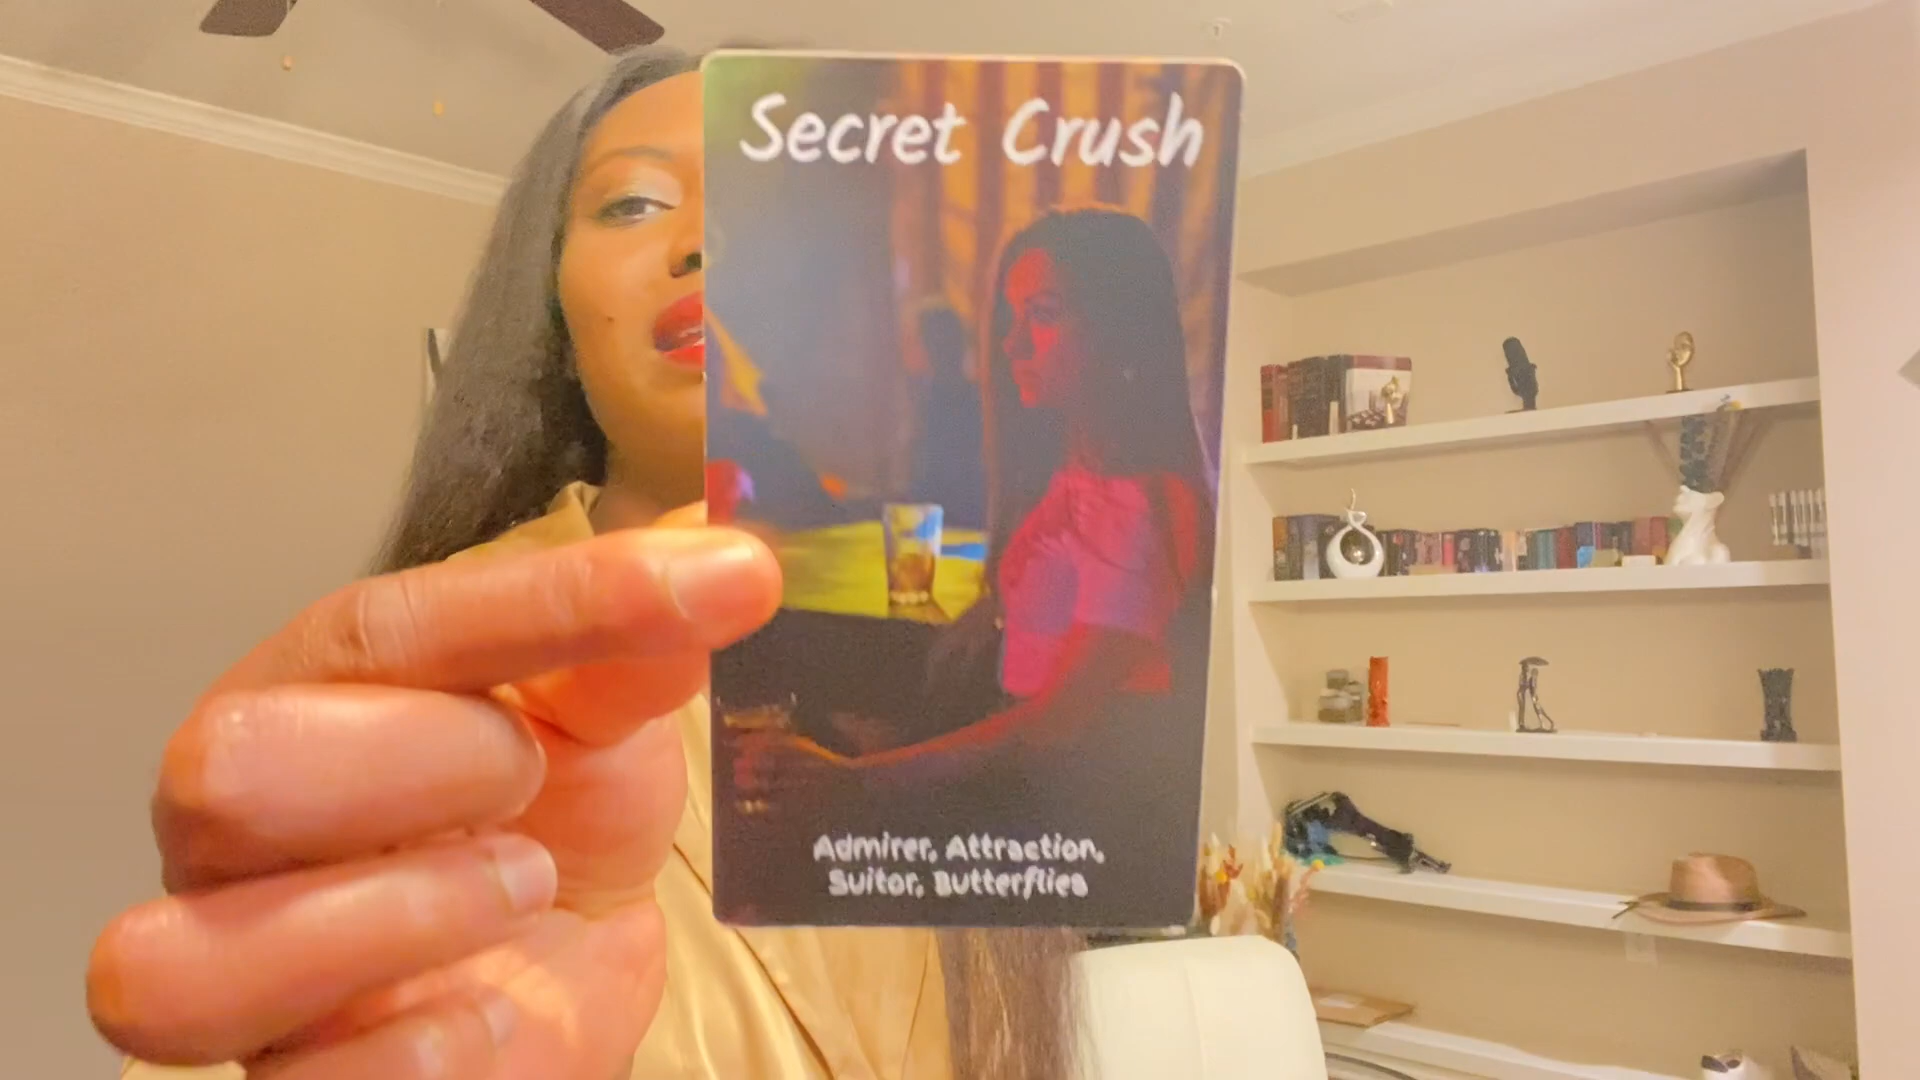 Secret Crush
Admirer, Attraction,
Suitor, Butterflies